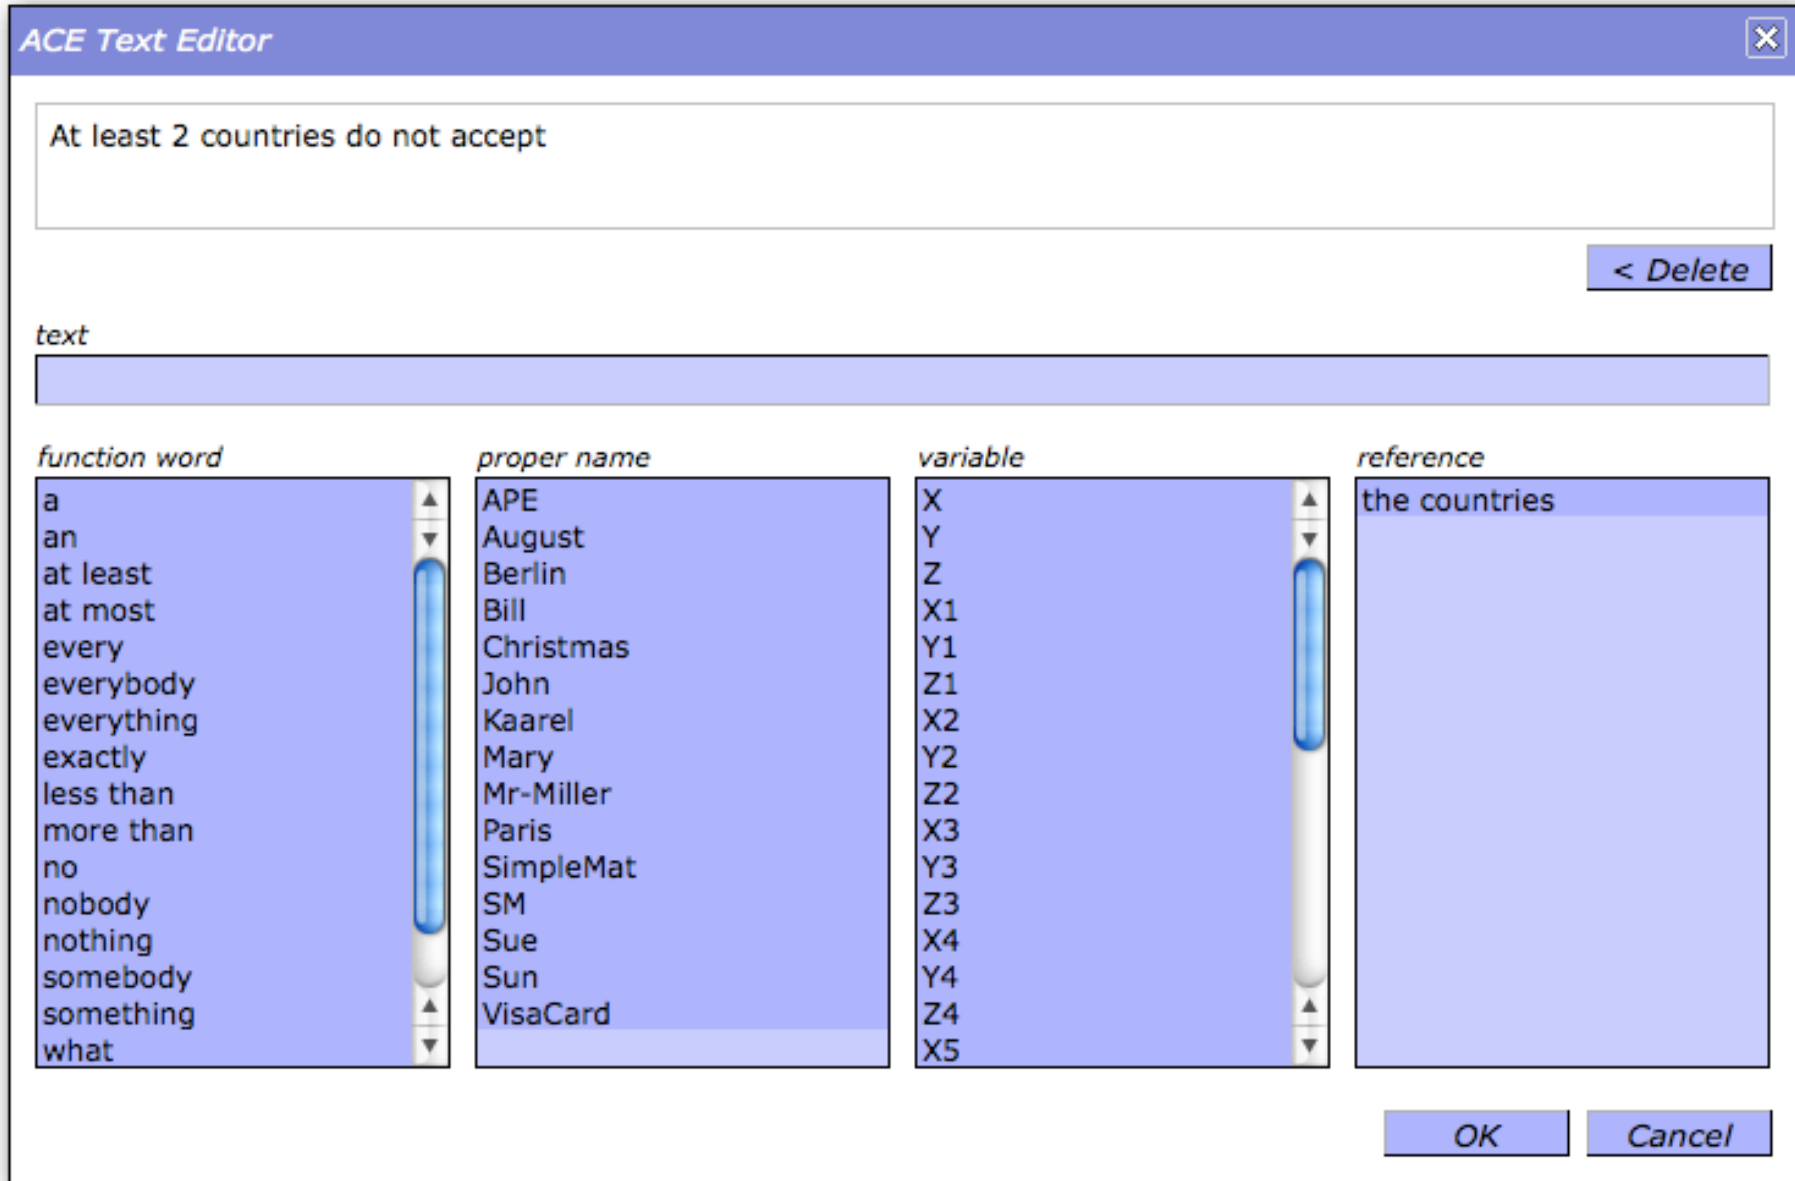 ACE Text Editor
At least 2 countries do not accept
< Delete
text
function word
a
an
at least
at most
every
everybody
everything
exactly
less than
more than
no
nobody
nothing
somebody
something
what
proper name
APE
August
Berlin
Bill
Christmas
John
Kaarel
Mary
Mr-Miller
Paris
SimpleMat
SM
Sue
Sun
VisaCard
variable
X
Y
Z
X1
Y1
Z1
X2
Y2
Z2
X3
Y3
Z3
X4
Y4
Z4
X5
reference
the countries
OK
Cancel